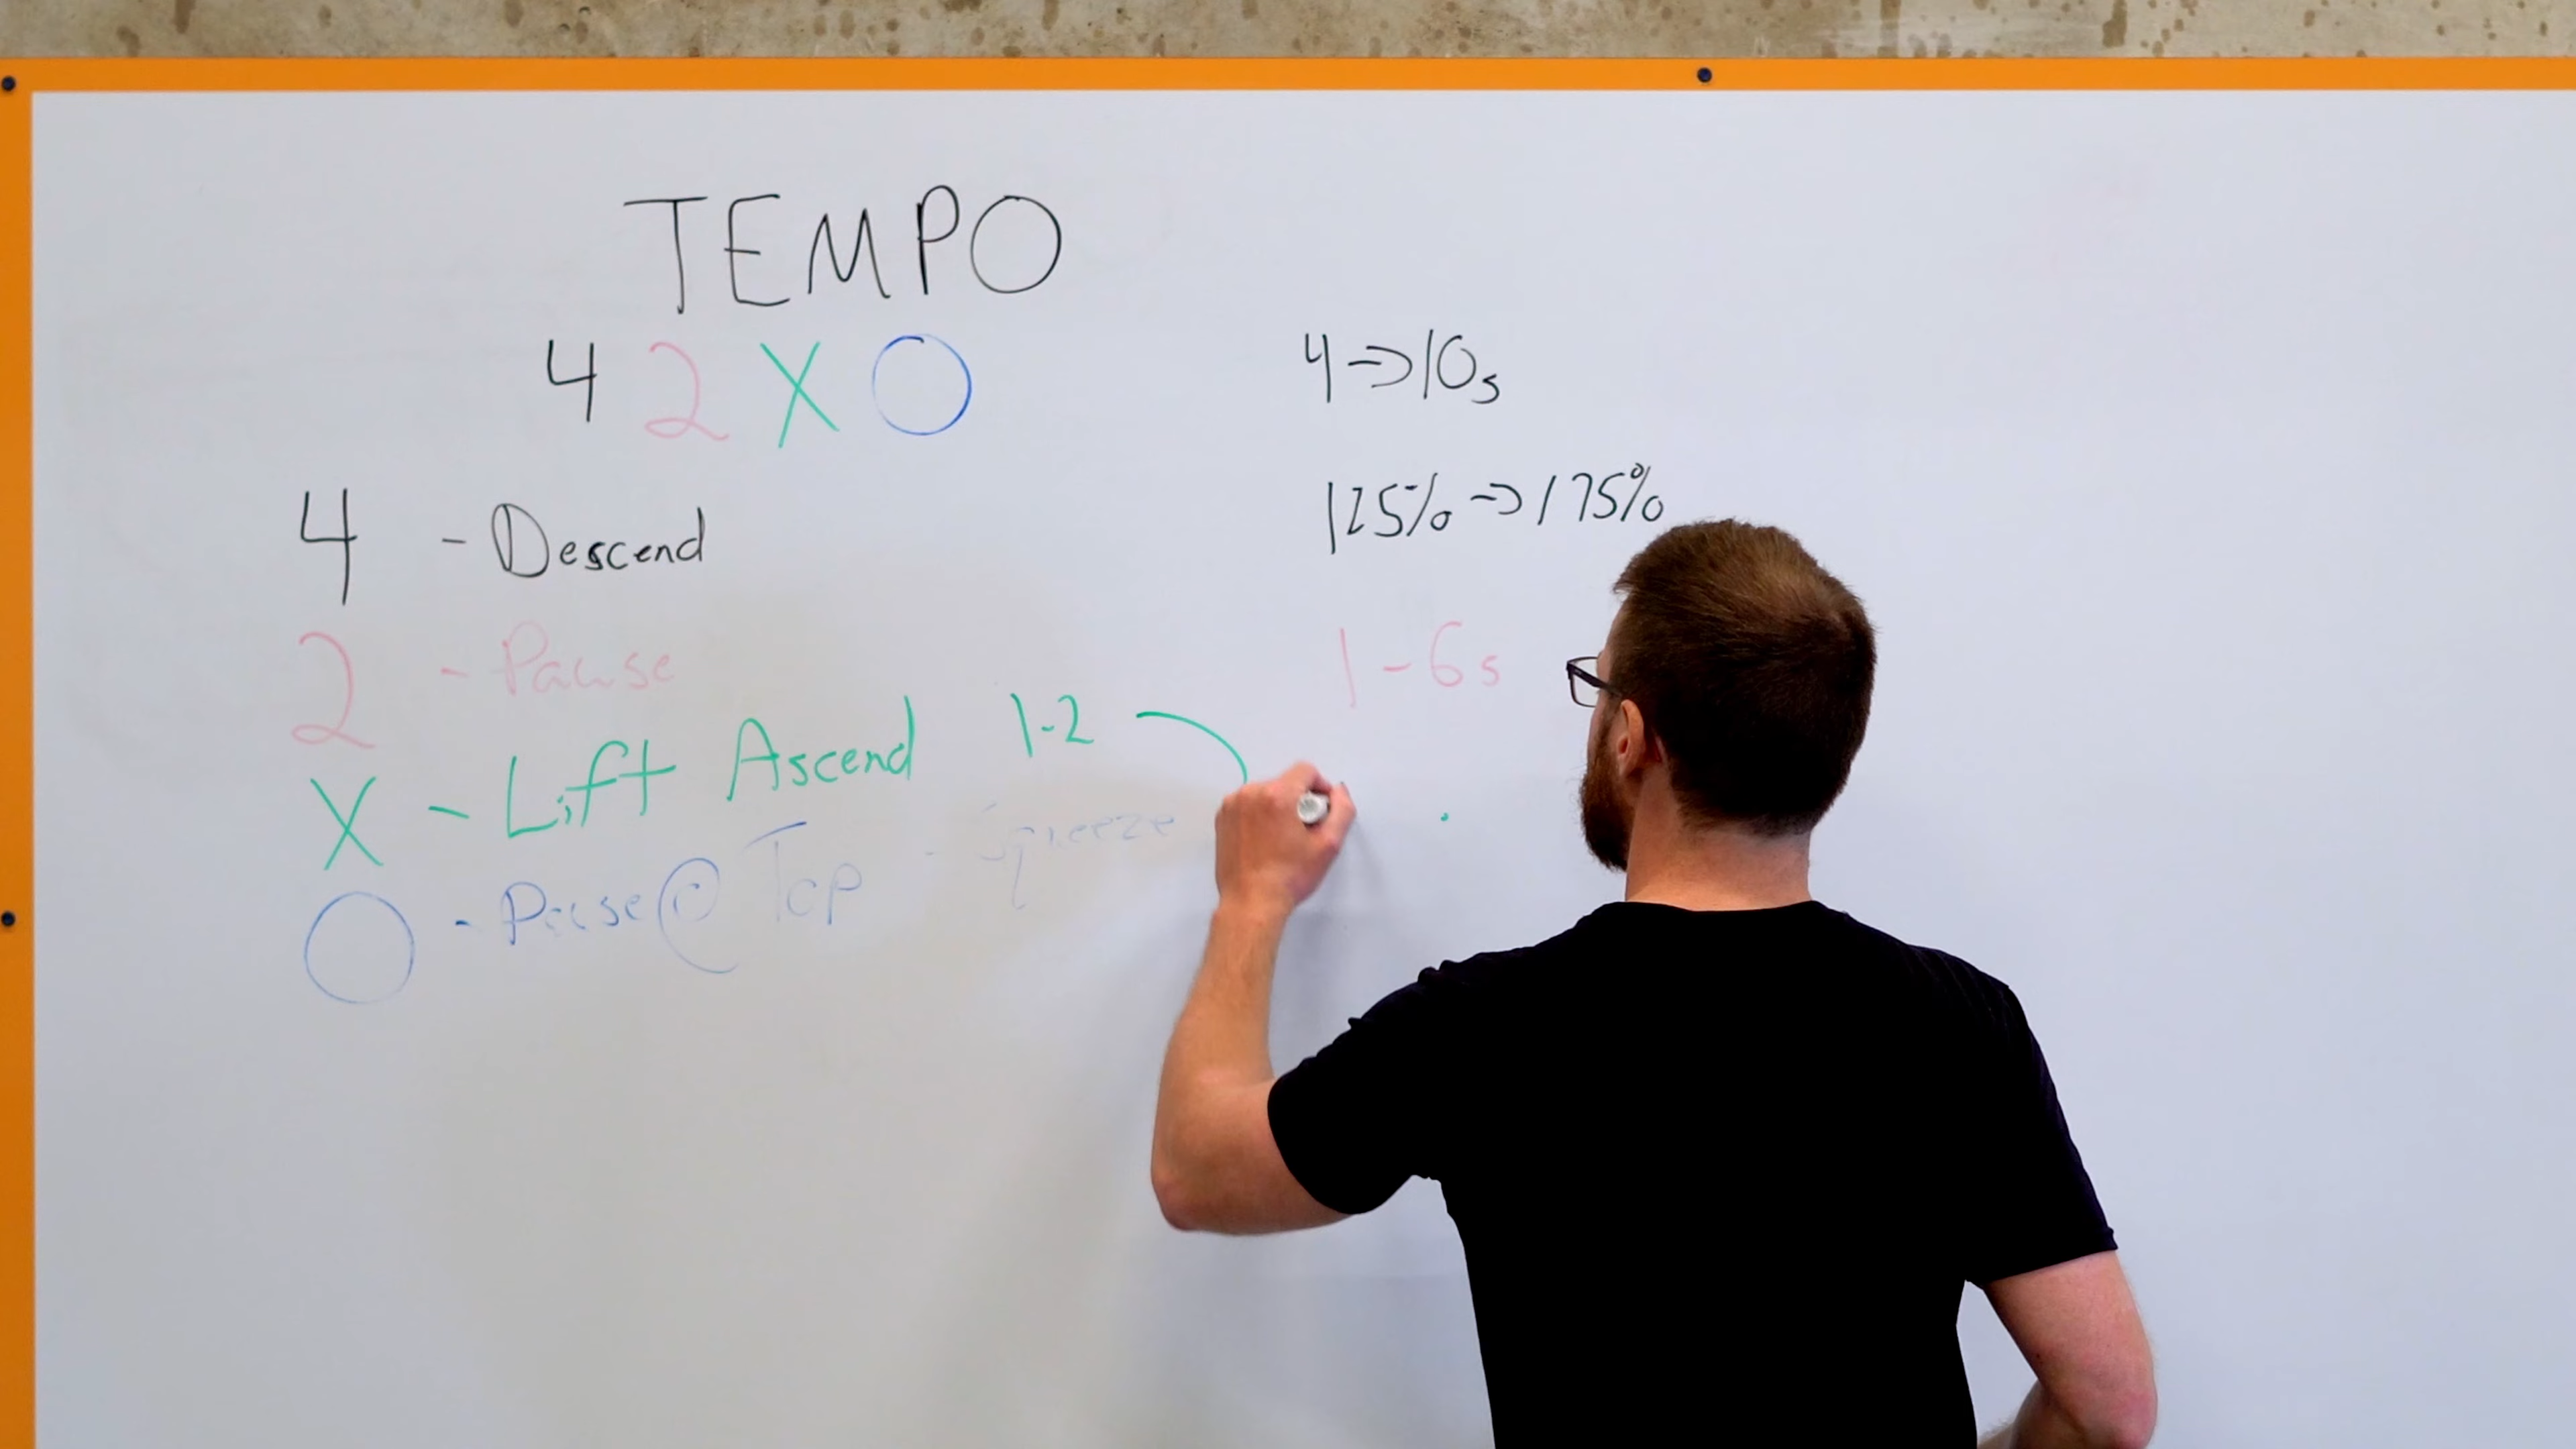 TEMPO
4 2 X O
4 - Descend
2 - Pause
X - Lift Ascend 1-2
O - Pause @ Top - Squeeze
4 => 10s
125% => 175%
1-6s